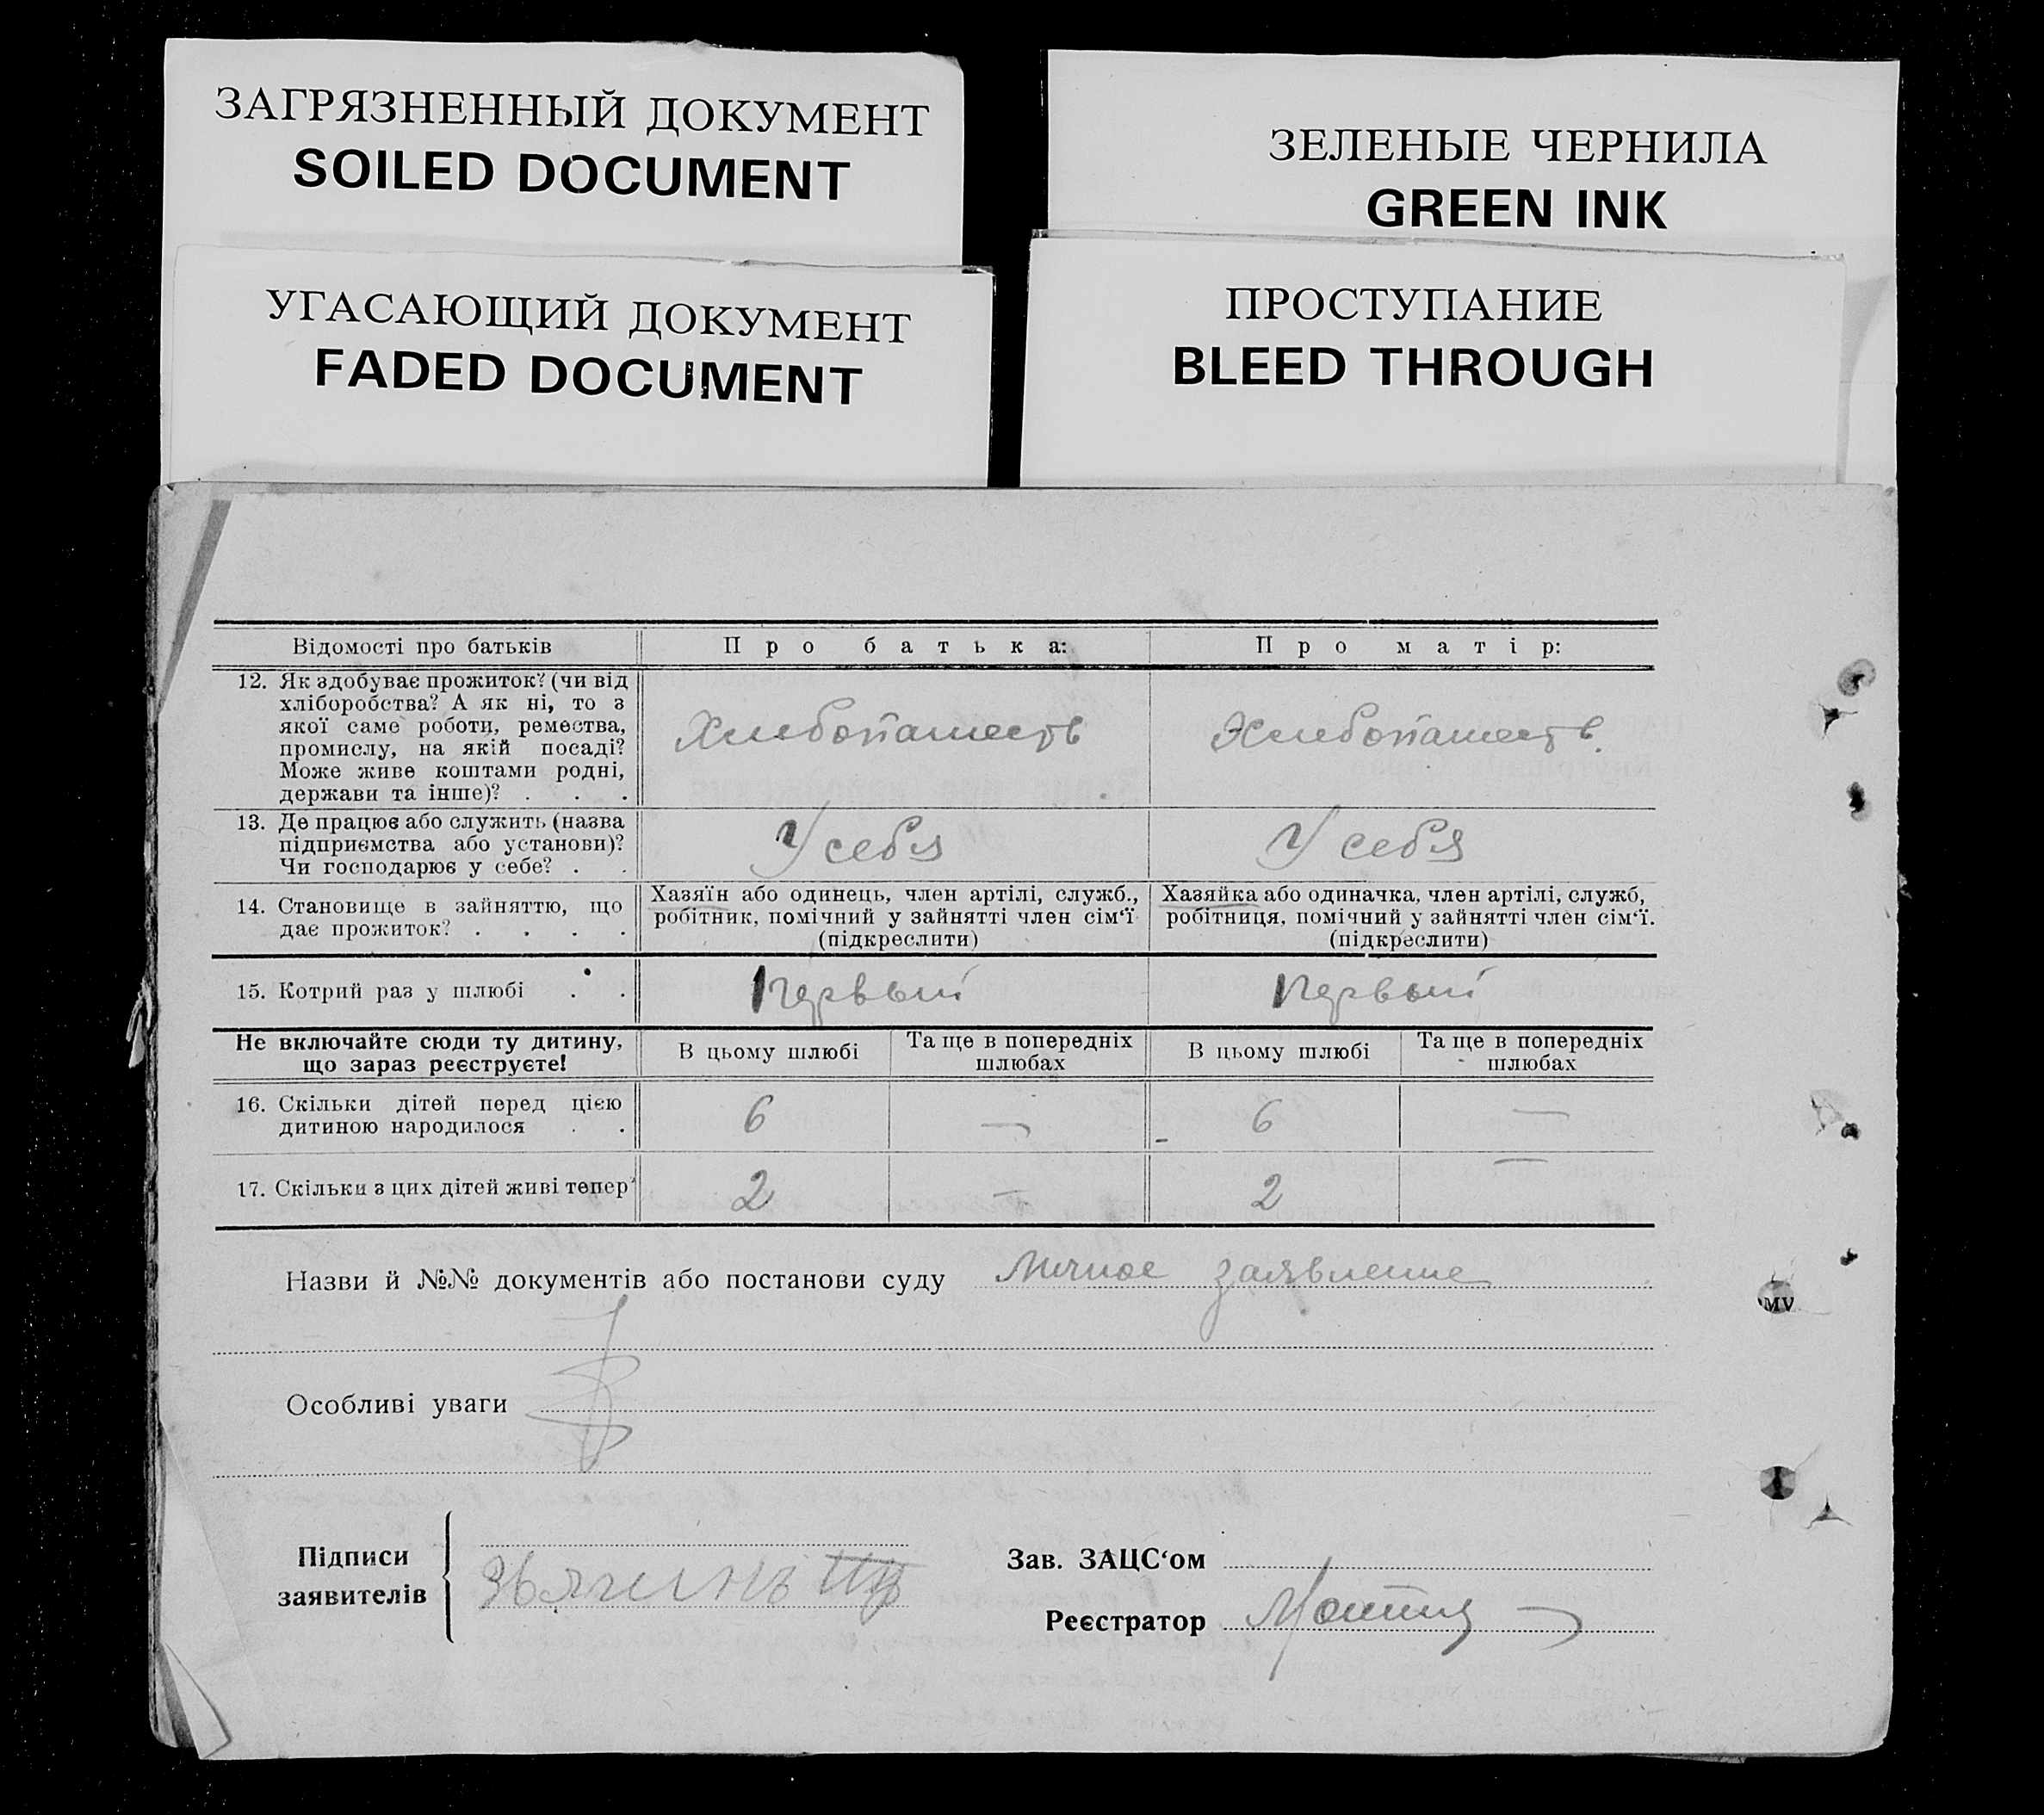 ЗАГРЯЗНЕННЫЙ ДОКУМЕНТ
SOILED DOCUMENT
ЗЕЛЕНЫЕ ЧЕРНИЛА
GREEN INK
УГАСАЮЩИЙ ДОКУМЕНТ
FADED DOCUMENT
ПРОСТУПАНИЕ
BLEED THROUGH
Відомості про батьків
Про батька:
Про матір:
12. Як здобуває прожиток? (чи від
хліборобства? А як ні, то з
якої саме роботи, ремества,
промислу, на якій посаді?
Може живе коштами родні,
держави та інше)? . . .
Хлебопашеств
Хлебопашеств.
13. Де працює або служить (назва
підприємства або установи)?
Чи господарює у себе? . .
У себя
У себя
14. Становище в зайняттю, що
дає прожиток? . . . .
Хазяїн або одинець, член артілі, служб.,
робітник, помічний у зайнятті член сім'ї
(підкреслити)
Хазяйка або одиначка, член артілі, служб,
робітниця, помічний у зайнятті член сім'ї.
(підкреслити)
15. Котрий раз у шлюбі . .
Первый
Первый
Не включайте сюди ту дитину,
що зараз реєструєте!
В цьому шлюбі
Та ще в попередніх
шлюбах
В цьому шлюбі
Та ще в попередніх
шлюбах
16. Скільки дітей перед цією
дитиною народилося . .
6
—
6
—
17. Скільки з цих дітей живі тепер?
2
—
2
—
Назви й №№ документів або постанови суду Личное заявление
Особливі уваги
Підписи
заявителів
Зав. ЗАЦС'ом
Реєстратор
MV